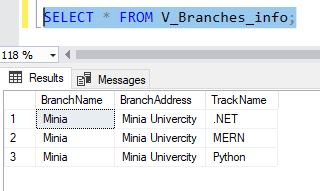 SELECT * FROM V_Branches_info;
118 %
Results Messages
BranchName BranchAddress TrackName
1 Minia Minia Univercity .NET
2 Minia Minia Univercity MERN
3 Minia Minia Univercity Python